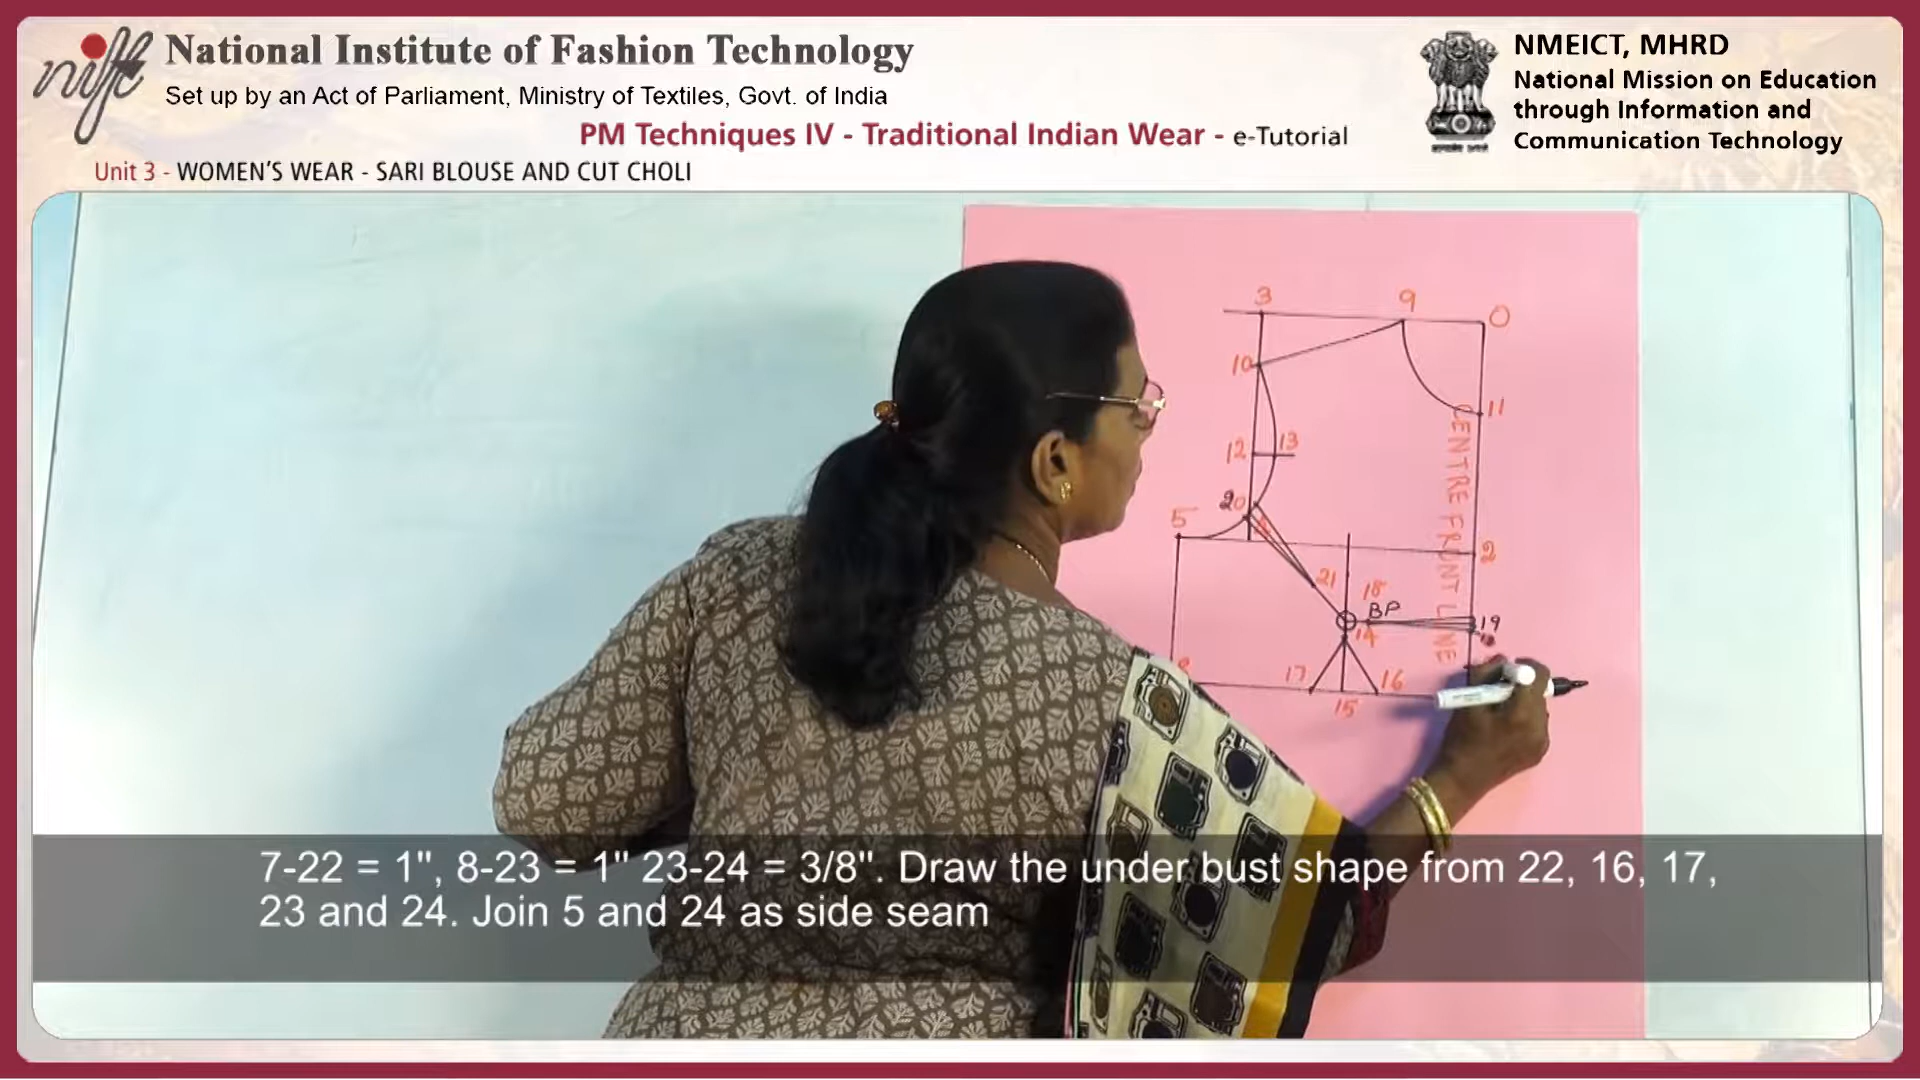 nift
National Institute of Fashion Technology
Set up by an Act of Parliament, Ministry of Textiles, Govt. of India
PM Techniques IV - Traditional Indian Wear - e-Tutorial
Unit 3 - WOMEN'S WEAR - SARI BLOUSE AND CUT CHOLI
NMEICT, MHRD
National Mission on Education
through Information and
Communication Technology
3
9
0
10
11
12
13
CENTRE FRONT LINE
20
5
2
21
18
BP
19
14
17
16
15
7-22 = 1", 8-23 = 1" 23-24 = 3/8". Draw the under bust shape from 22, 16, 17,
23 and 24. Join 5 and 24 as side seam